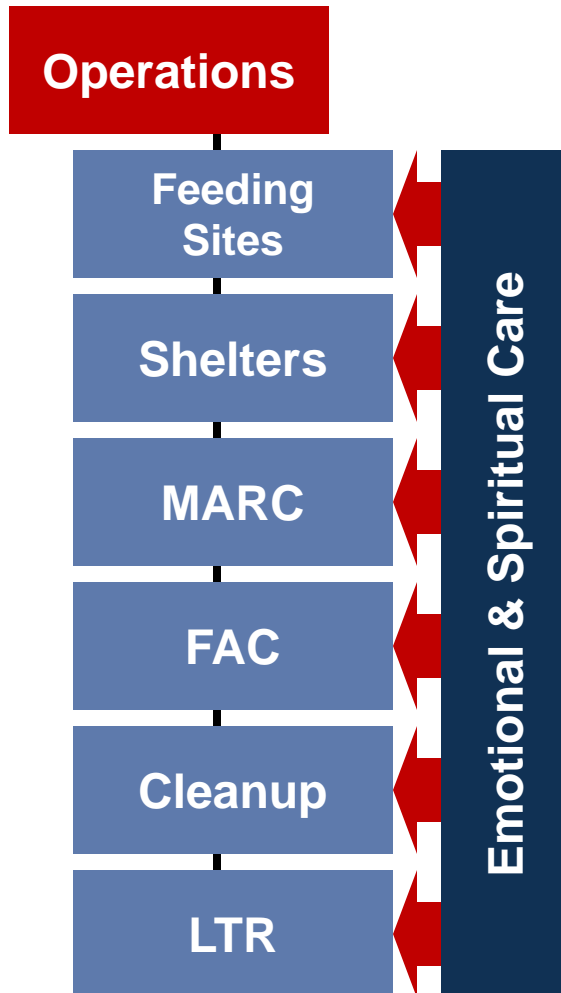 Operations
Feeding
Sites
Shelters
MARC
FAC
Cleanup
LTR
Emotional & Spiritual Care